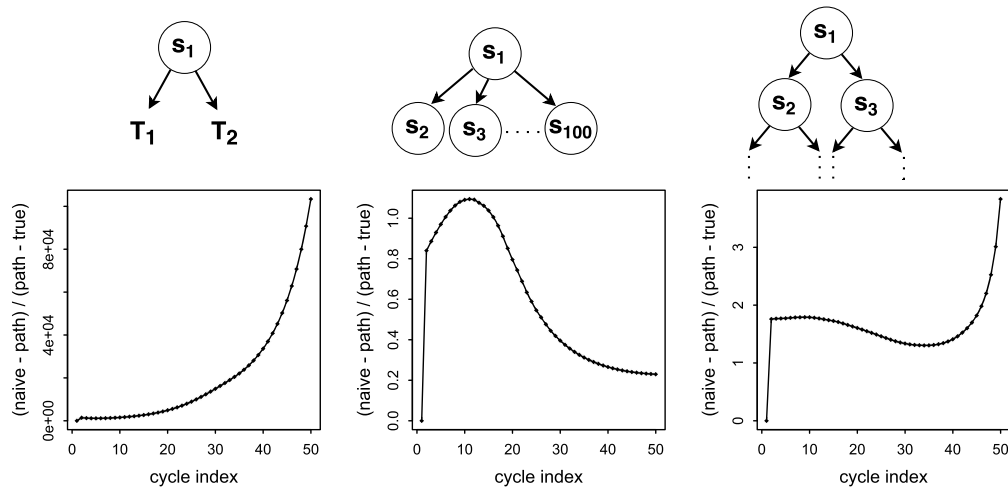 s1
T1 T2
s1
s2 s3 s100
s1
s2 s3
(naive - path) / (path - true)
0e+00 4e+04 8e+04
0 10 20 30 40 50
cycle index
(naive - path) / (path - true)
0.0 0.2 0.4 0.6 0.8 1.0
0 10 20 30 40 50
cycle index
(naive - path) / (path - true)
0 1 2 3
0 10 20 30 40 50
cycle index